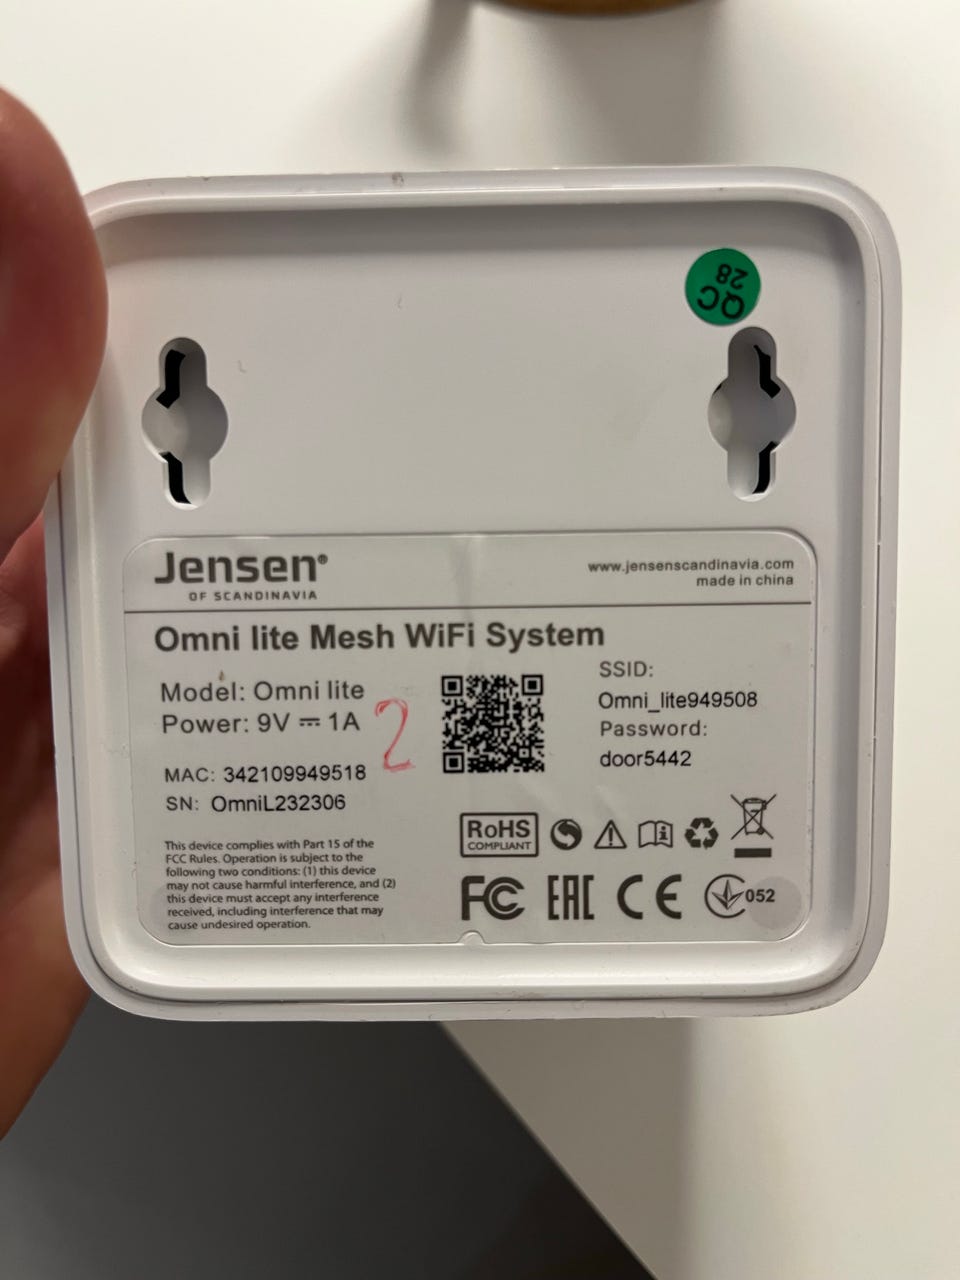 QC
28
Jensen®
OF SCANDINAVIA
www.jensenscandinavia.com
made in china
Omni lite Mesh WiFi System
Model: Omni lite
Power: 9V ⎓ 1A
2
MAC: 342109949518
SN: OmniL232306
SSID:
Omni_lite949508
Password:
door5442
This device complies with Part 15 of the
FCC Rules. Operation is subject to the
following two conditions: (1) this device
may not cause harmful interference, and (2)
this device must accept any interference
received, including interference that may
cause undesired operation.
RoHS
COMPLIANT
FC EAC CE 052